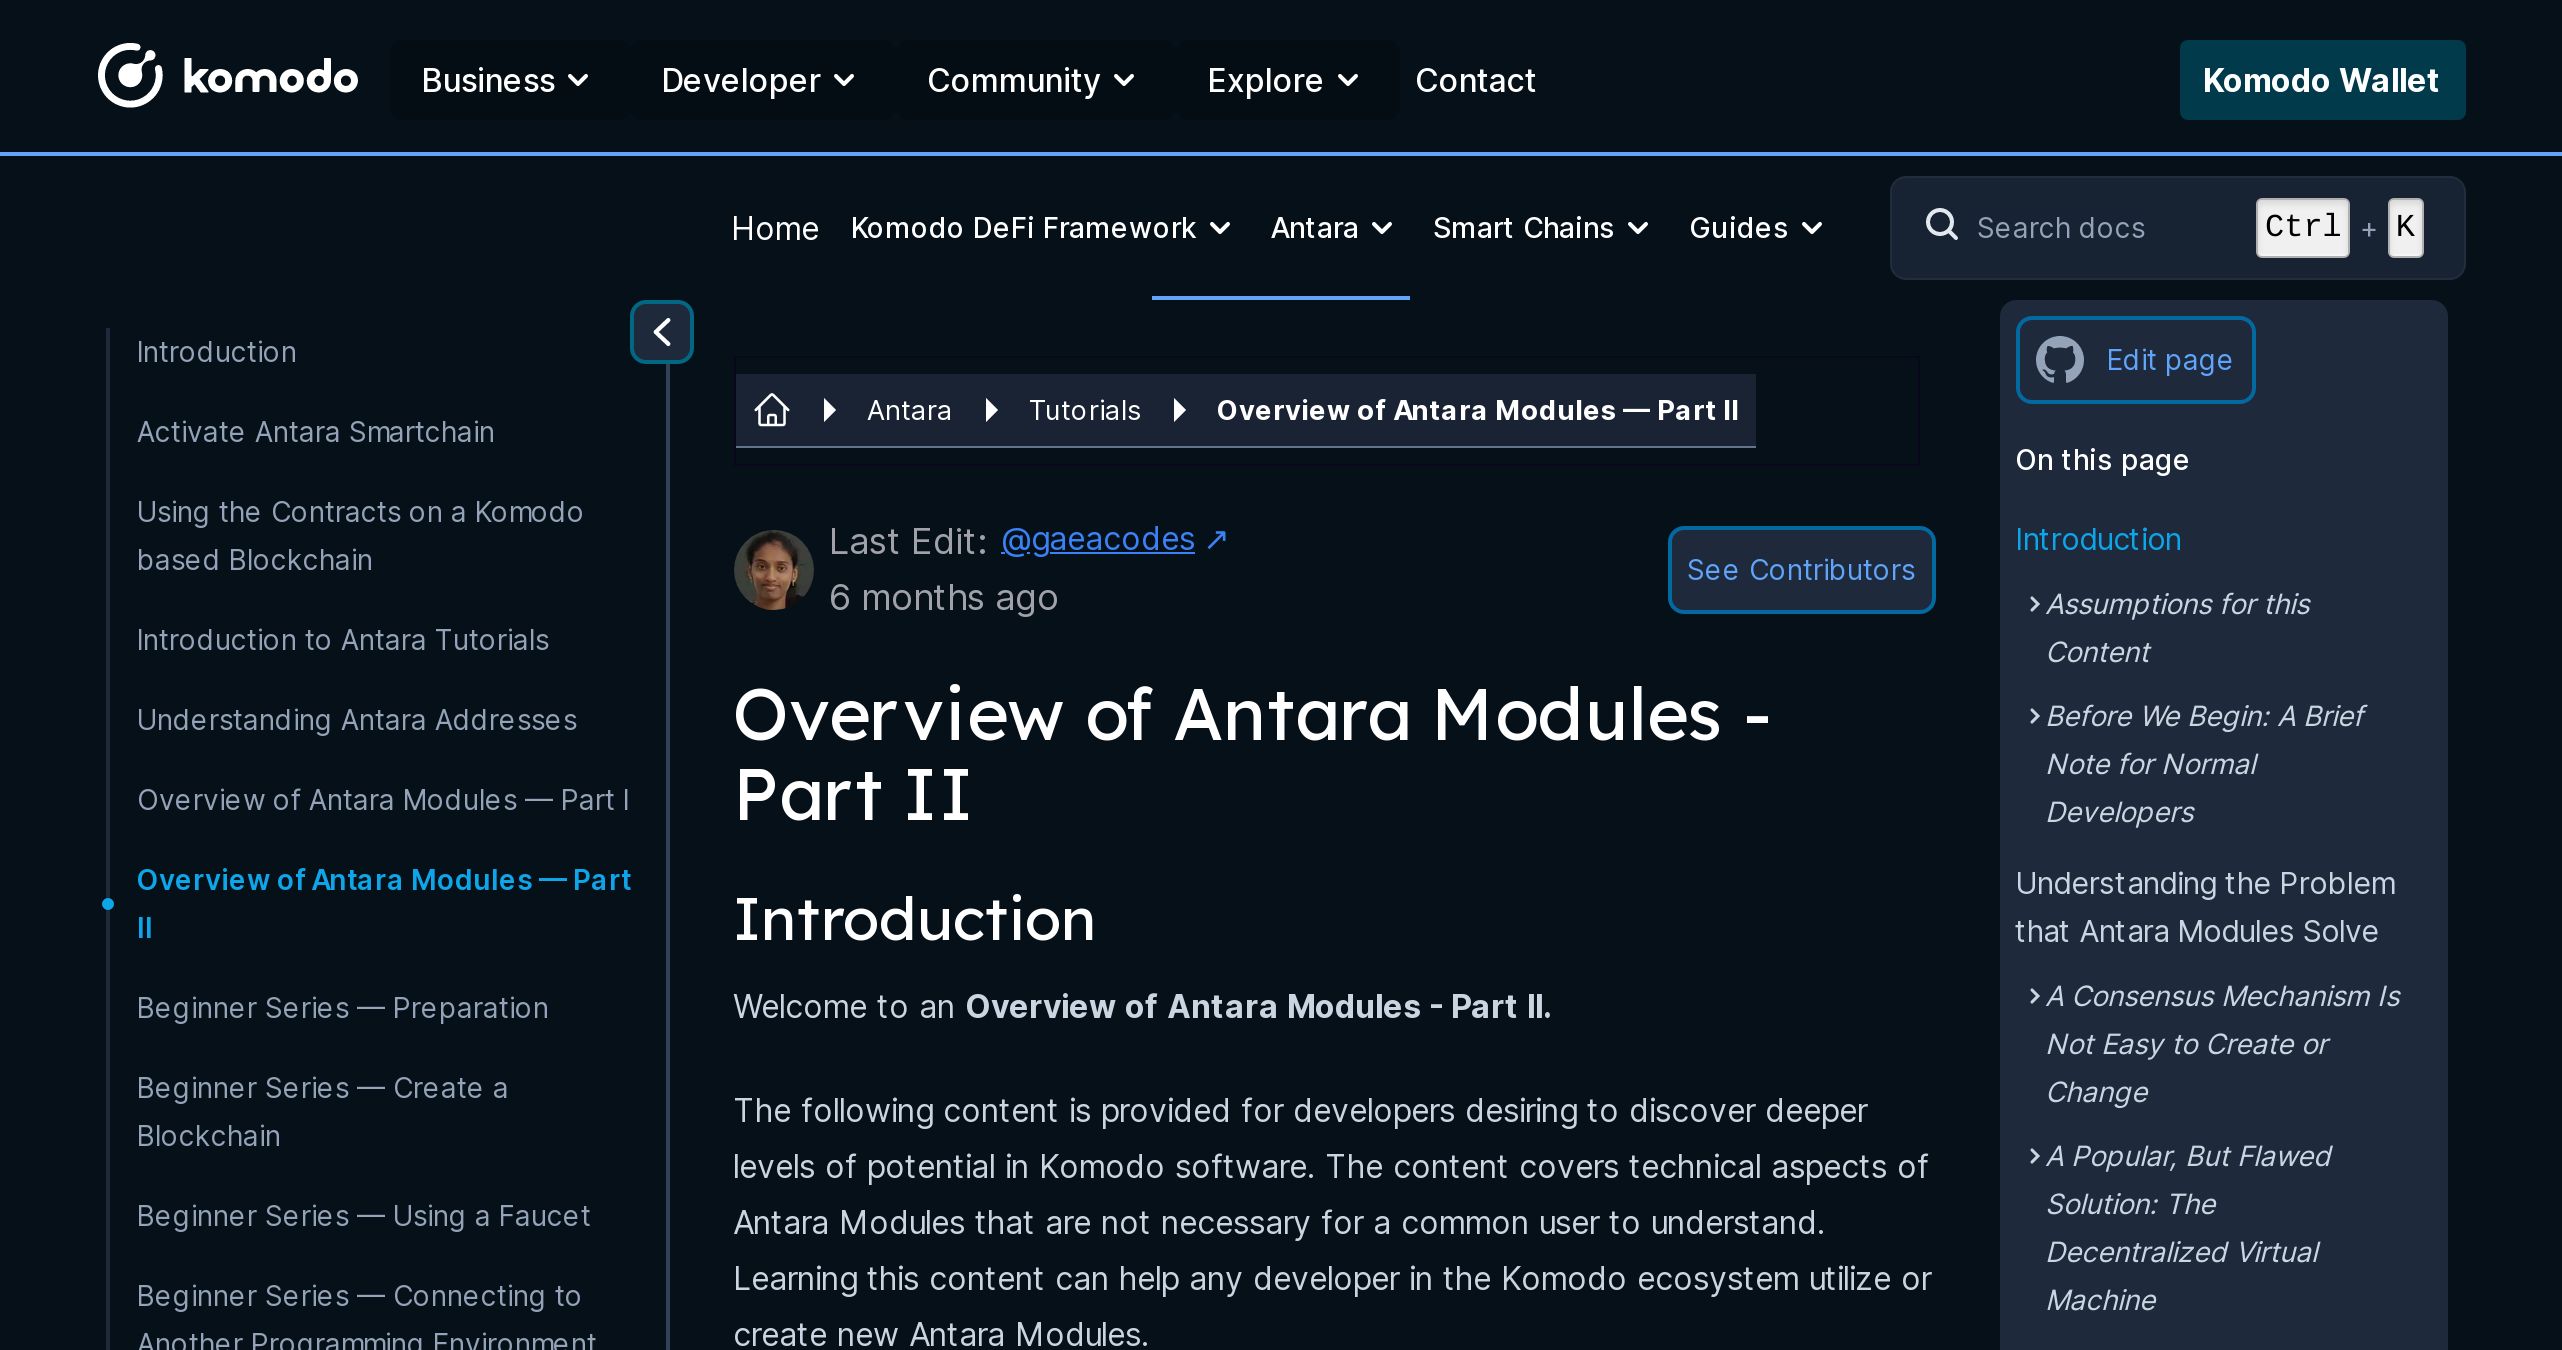 komodo
Business
Developer
Community
Explore
Contact
Komodo Wallet
Home
Komodo DeFi Framework
Antara
Smart Chains
Guides
Search docs
Ctrl + K
Introduction
Activate Antara Smartchain
Using the Contracts on a Komodo
based Blockchain
Introduction to Antara Tutorials
Understanding Antara Addresses
Overview of Antara Modules — Part I
Overview of Antara Modules — Part
II
Beginner Series — Preparation
Beginner Series — Create a
Blockchain
Beginner Series — Using a Faucet
Beginner Series — Connecting to
Another Programming Environment
Antara
Tutorials
Overview of Antara Modules — Part II
Last Edit: @gaeacodes ↗
6 months ago
See Contributors
Overview of Antara Modules -
Part II
Introduction
Welcome to an Overview of Antara Modules - Part II.
The following content is provided for developers desiring to discover deeper
levels of potential in Komodo software. The content covers technical aspects of
Antara Modules that are not necessary for a common user to understand.
Learning this content can help any developer in the Komodo ecosystem utilize or
create new Antara Modules.
Edit page
On this page
Introduction
Assumptions for this
Content
Before We Begin: A Brief
Note for Normal
Developers
Understanding the Problem
that Antara Modules Solve
A Consensus Mechanism Is
Not Easy to Create or
Change
A Popular, But Flawed
Solution: The
Decentralized Virtual
Machine